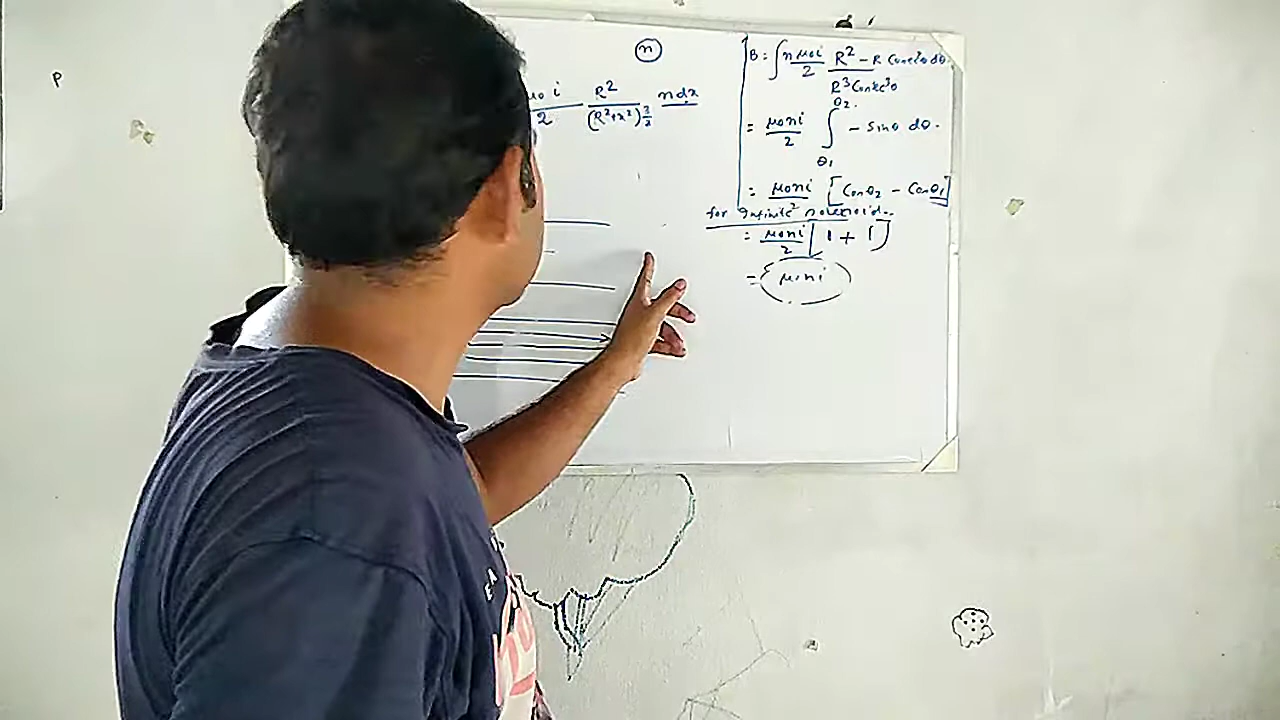 P
n
μ₀ i / 2 R² / (R²+x²)^3/2 ndx
B = ∫ nμ₀i / 2 R² - R Cosec²θ dθ / R³ Cosec³θ
= μ₀ni / 2 ∫ θ₁ θ₂ - Sinθ dθ.
= μ₀ni [Cosθ₂ - Cosθ₁]
for Infinite solenoid
= μ₀ni / 2 [1 + 1]
= μ₀ni